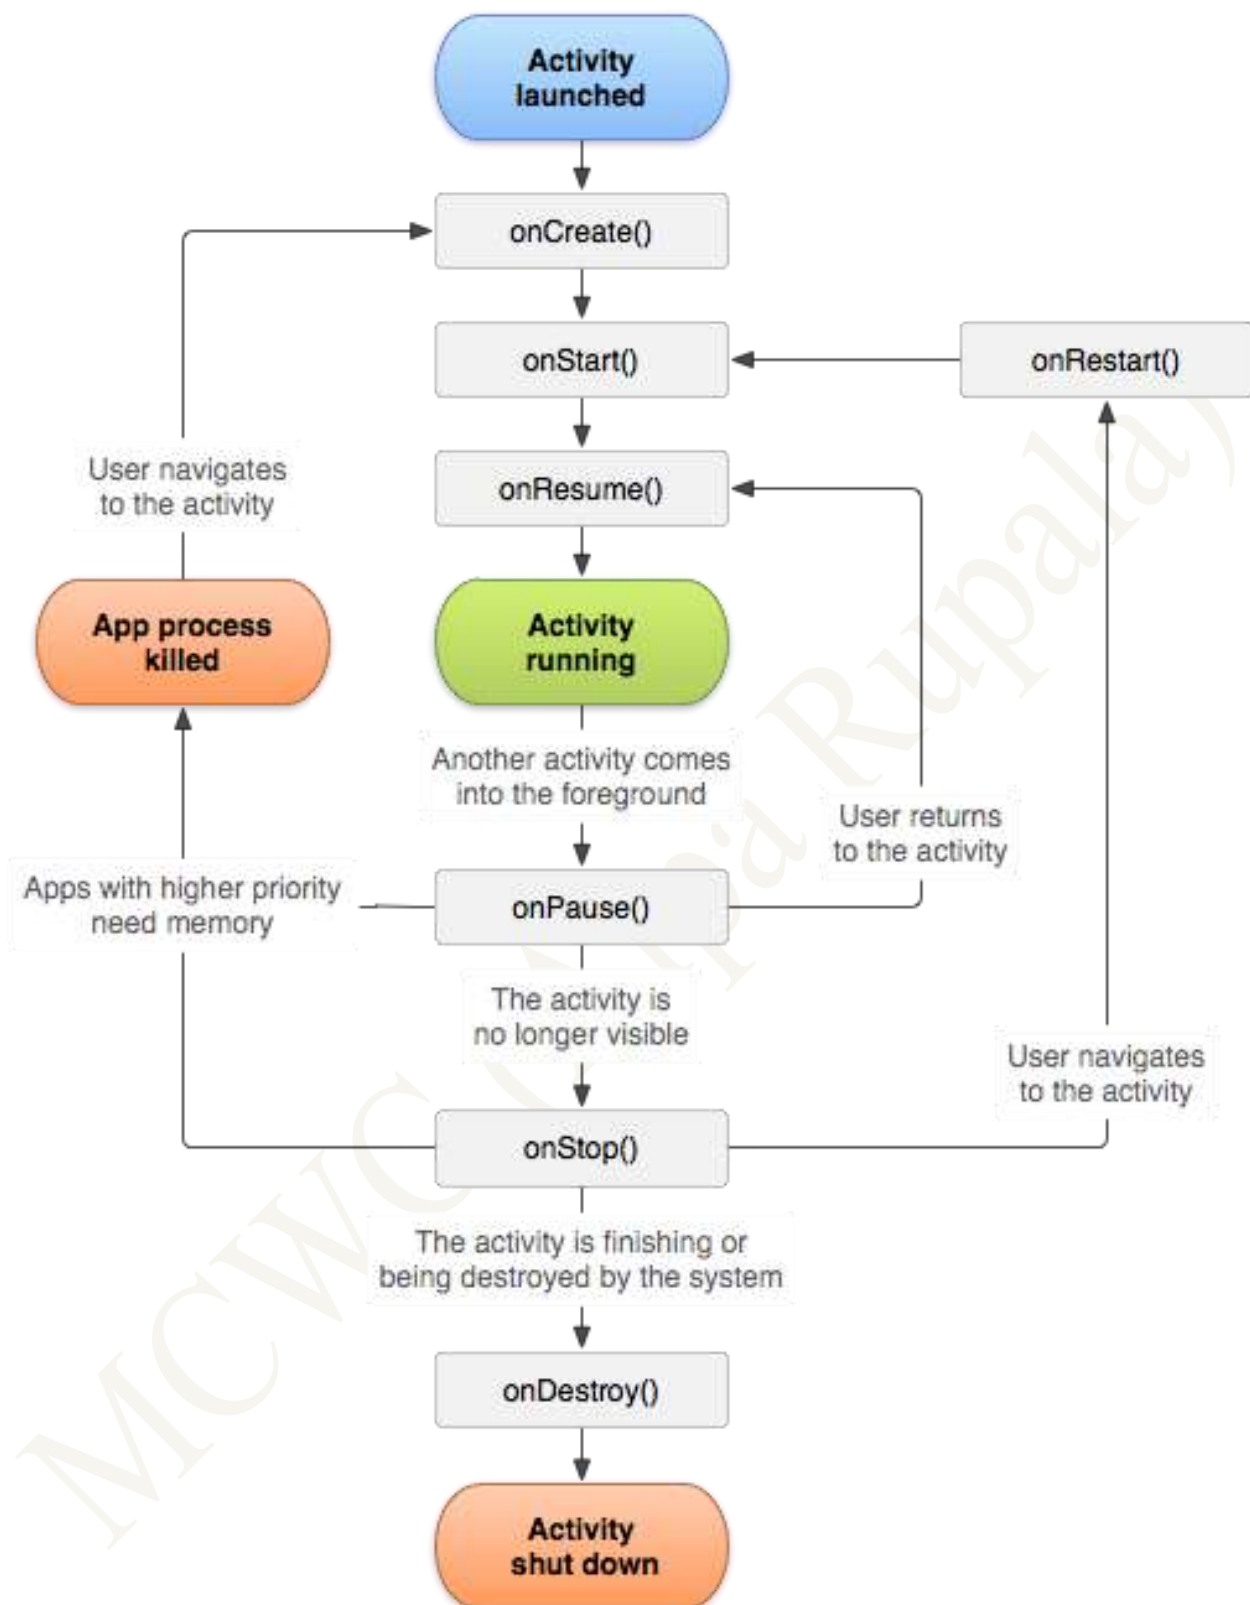 Activity
launched
onCreate()
onStart()
onRestart()
onResume()
User navigates
to the activity
App process
killed
Activity
running
Another activity comes
into the foreground
User returns
to the activity
Apps with higher priority
need memory
onPause()
The activity is
no longer visible
User navigates
to the activity
onStop()
The activity is finishing or
being destroyed by the system
onDestroy()
Activity
shut down
MCWC Rupala)